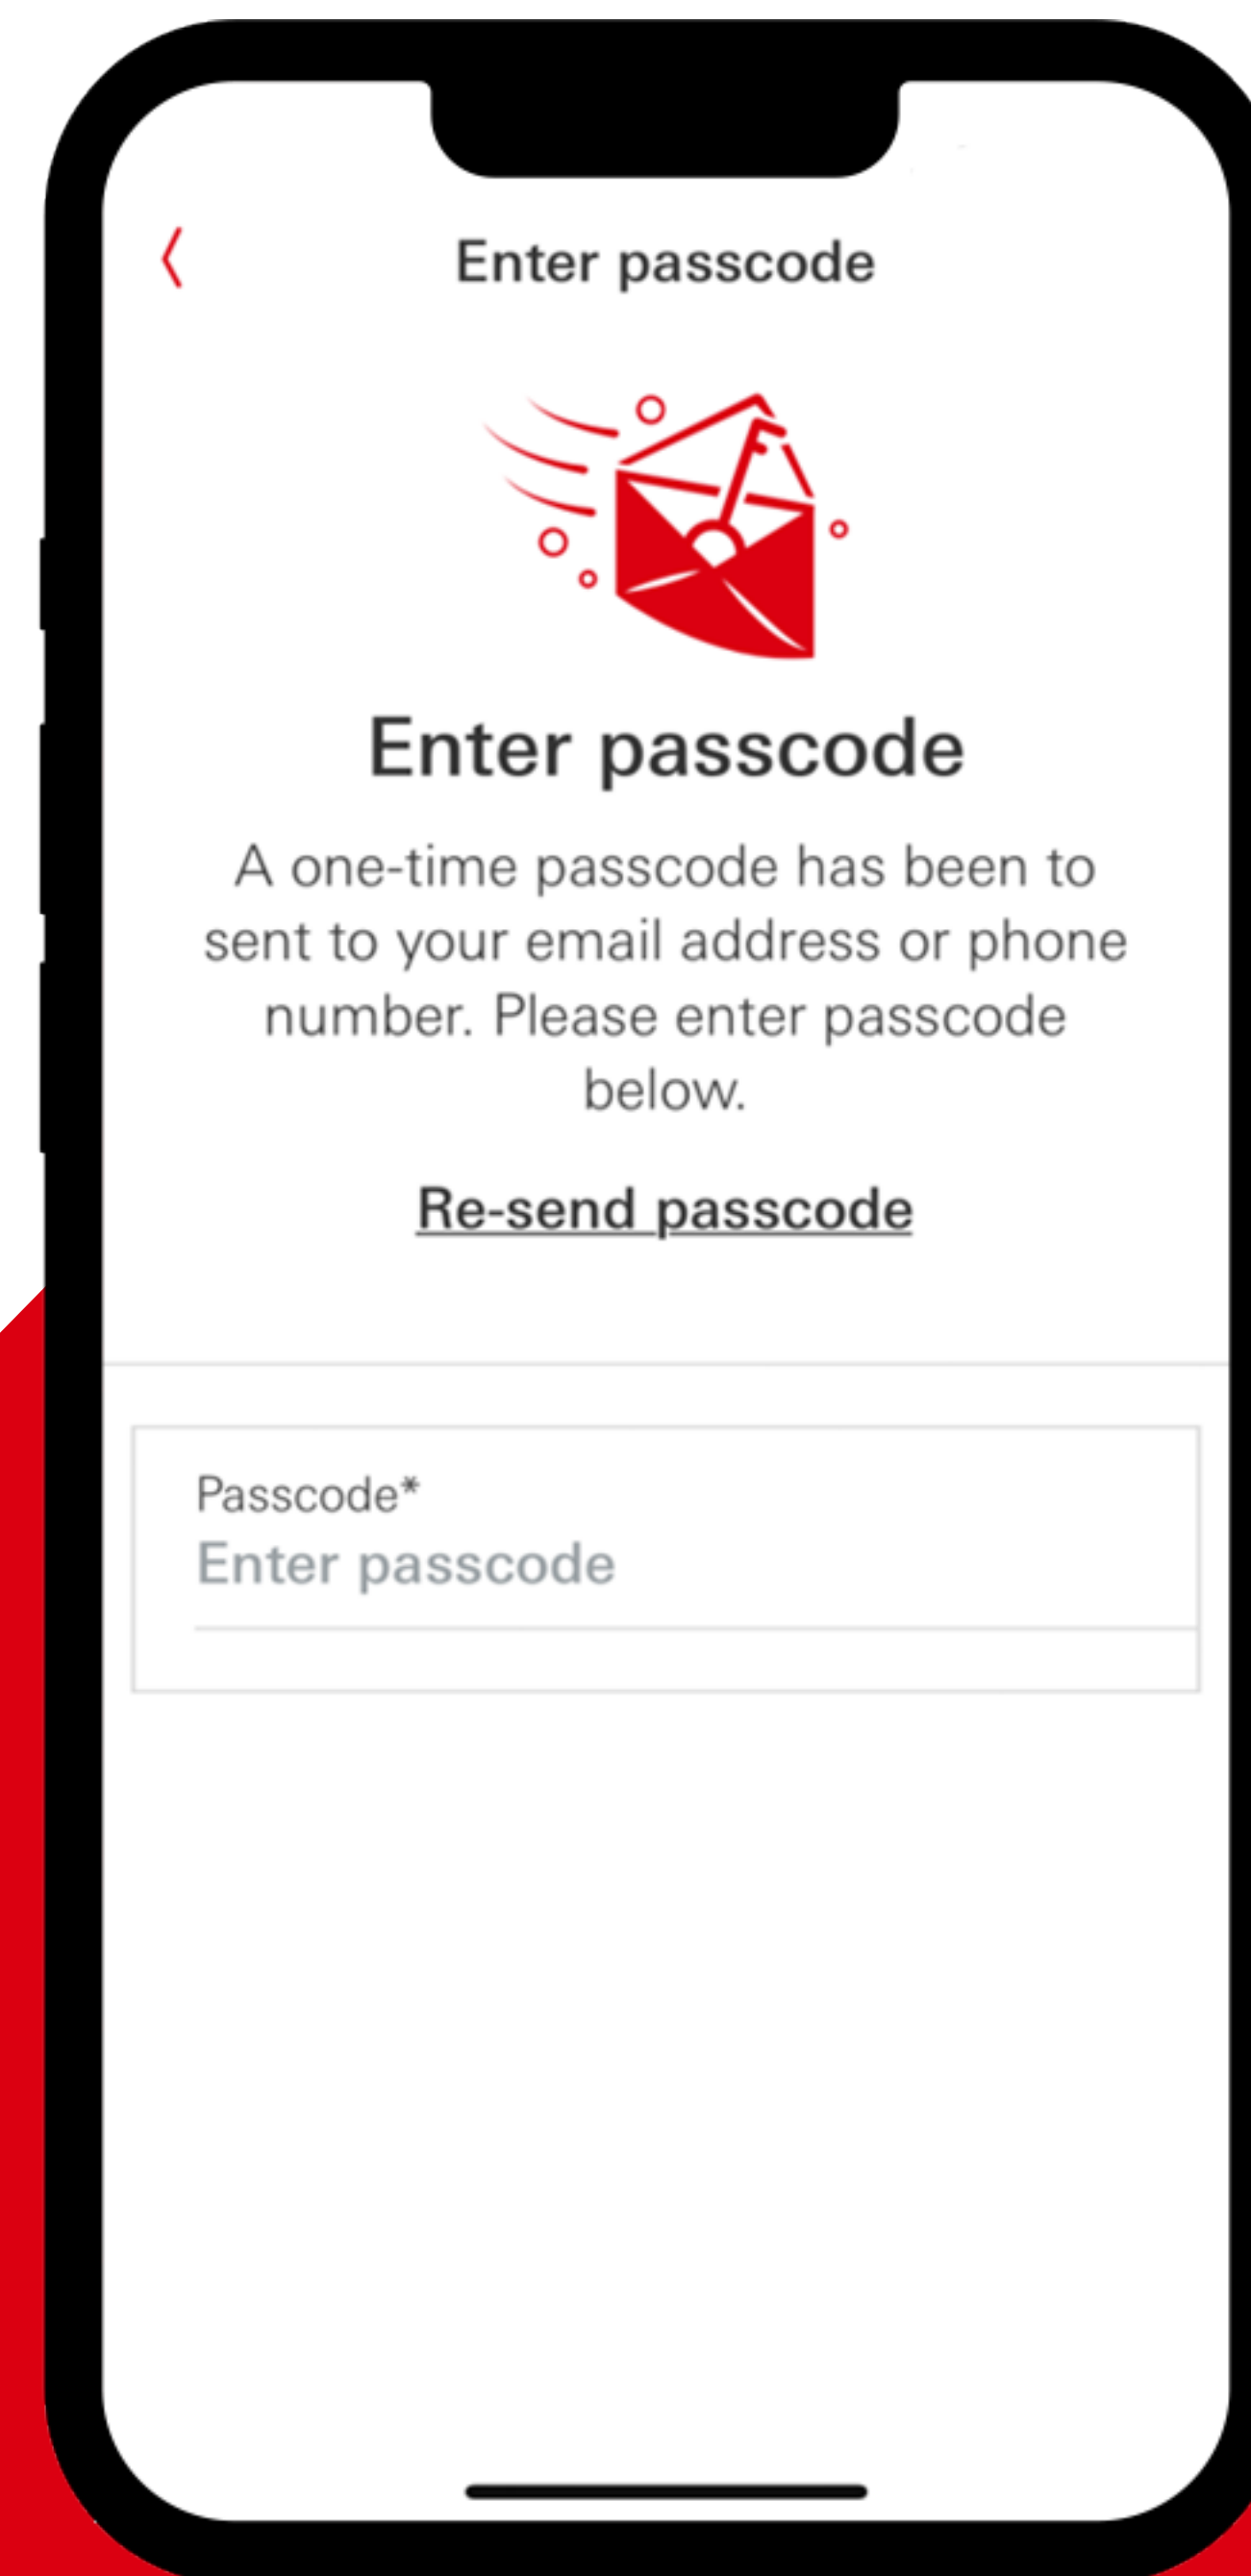 Enter passcode
Enter passcode
A one-time passcode has been to
sent to your email address or phone
number. Please enter passcode
below.
Re-send passcode
Passcode*
Enter passcode